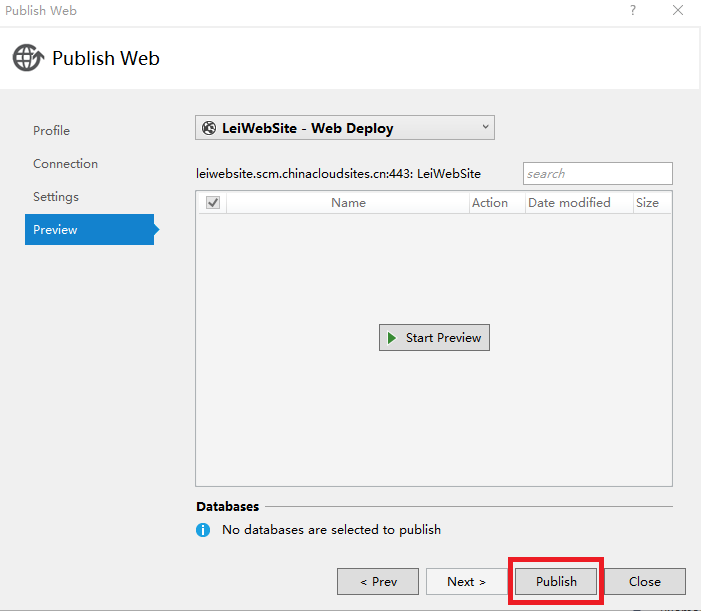 Publish Web
?
Publish Web
Profile
Connection
Settings
Preview
LeiWebSite - Web Deploy
leiwebsite.scm.chinacloudsites.cn:443: LeiWebSite
search
Name Action Date modified Size
Start Preview
Databases
No databases are selected to publish
< Prev Next > Publish Close